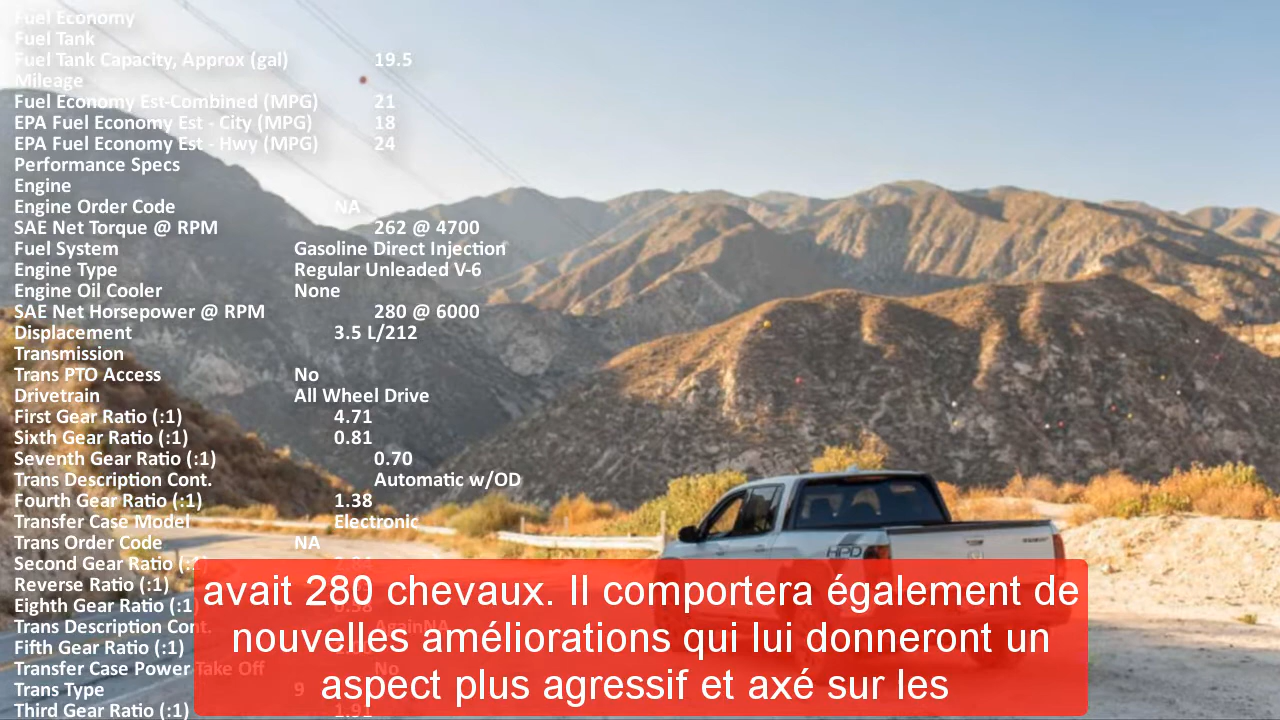 Fuel Economy
Fuel Tank
Fuel Tank Capacity, Approx (gal) 19.5
Mileage
Fuel Economy Est-Combined (MPG) 21
EPA Fuel Economy Est - City (MPG) 18
EPA Fuel Economy Est - Hwy (MPG) 24
Performance Specs
Engine
Engine Order Code NA
SAE Net Torque @ RPM 262 @ 4700
Fuel System Gasoline Direct Injection
Engine Type Regular Unleaded V-6
Engine Oil Cooler None
SAE Net Horsepower @ RPM 280 @ 6000
Displacement 3.5 L/212
Transmission
Trans PTO Access No
Drivetrain All Wheel Drive
First Gear Ratio (:1) 4.71
Sixth Gear Ratio (:1) 0.81
Seventh Gear Ratio (:1) 0.70
Trans Description Cont. Automatic w/OD
Fourth Gear Ratio (:1) 1.38
Transfer Case Model Electronic
Trans Order Code NA
HPD
Second Gear Ratio (:1)
Reverse Ratio (:1)
Eighth Gear Ratio (:1) 0.58
Trans Description Cont. AgainNA
Fifth Gear Ratio (:1)
Transfer Case Power Take Off No
Trans Type 9
Third Gear Ratio (:1) 1.91
avait 280 chevaux. Il comportera également de
nouvelles améliorations qui lui donneront un
aspect plus agressif et axé sur les